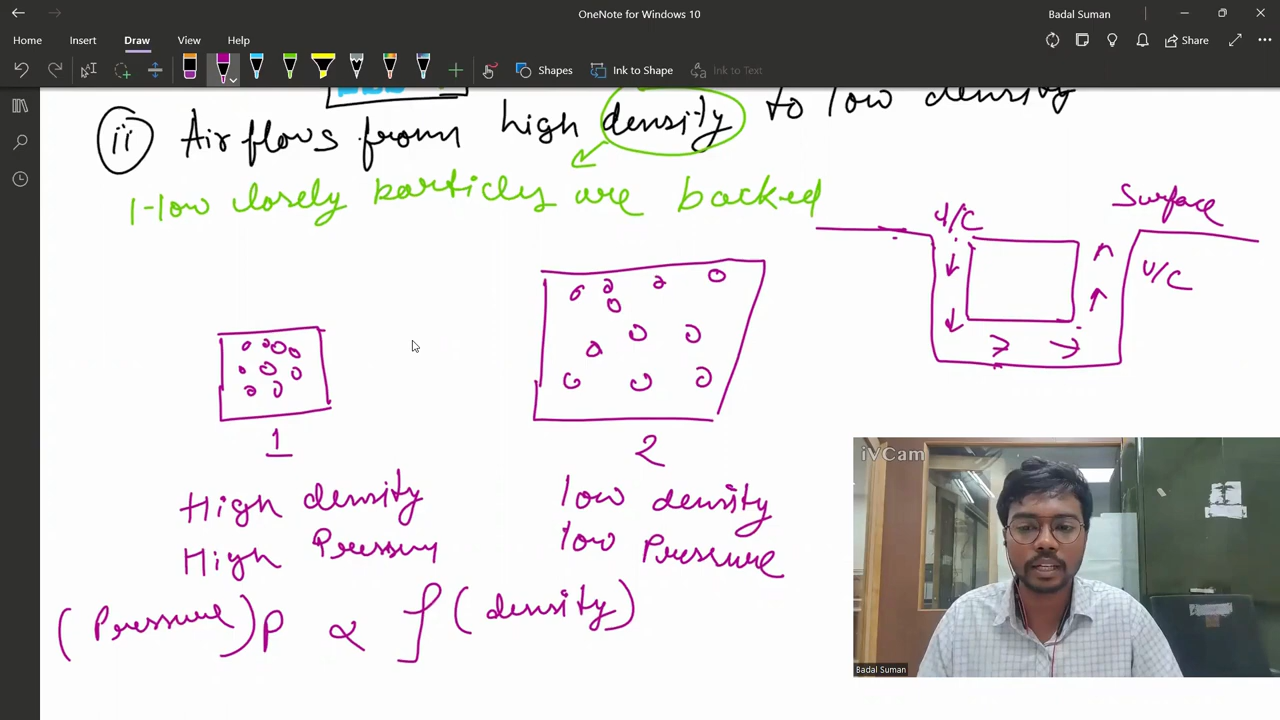 OneNote for Windows 10
Badal Suman
Home Insert Draw View Help
Share
Shapes
Ink to Shape
Ink to Text
(ii) Air flows from high density to low density
How closely particles are backed
Surface
U/C
U/C
1
2
High density
High Pressure
low density
low Pressure
(Pressure) P ∝ ρ (density)
iVCam
Badal Suman